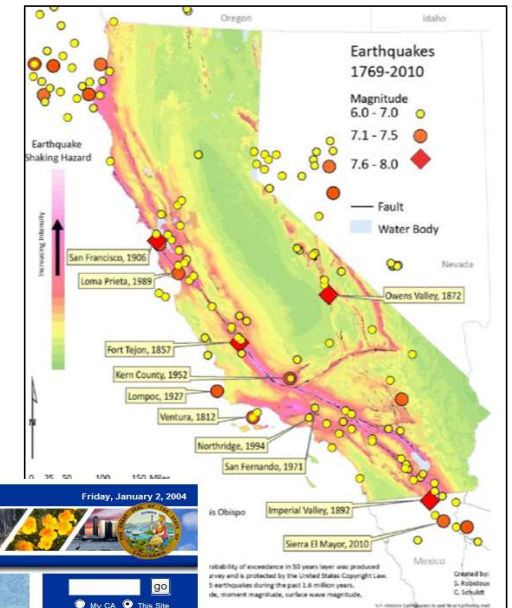 Oregon
Idaho
Earthquakes
1769-2010
Magnitude
6.0 - 7.0
7.1 - 7.5
7.6 - 8.0
Fault
Water Body
Earthquake
Shaking Hazard
Increasing Intensity
San Francisco, 1906
Loma Prieta, 1989
Nevada
Owens Valley, 1872
Fort Tejon, 1857
Kern County, 1952
Lompoc, 1927
Ventura, 1812
Northridge, 1994
San Fernando, 1971
N
0 25 50 100 150 Miles
Friday, January 2, 2004
is Obispo
Imperial Valley, 1892
Sierra El Mayor, 2010
Mexico
go
My CA This Site
obability of exceedance in 50 years layer was produced
urvey and is protected by the United States Copyright Law.
5 earthquakes during the past 1.6 million years.
de, moment magnitude, surface wave magnitude,
Created by:
S. Robidoux
C. Schuldt